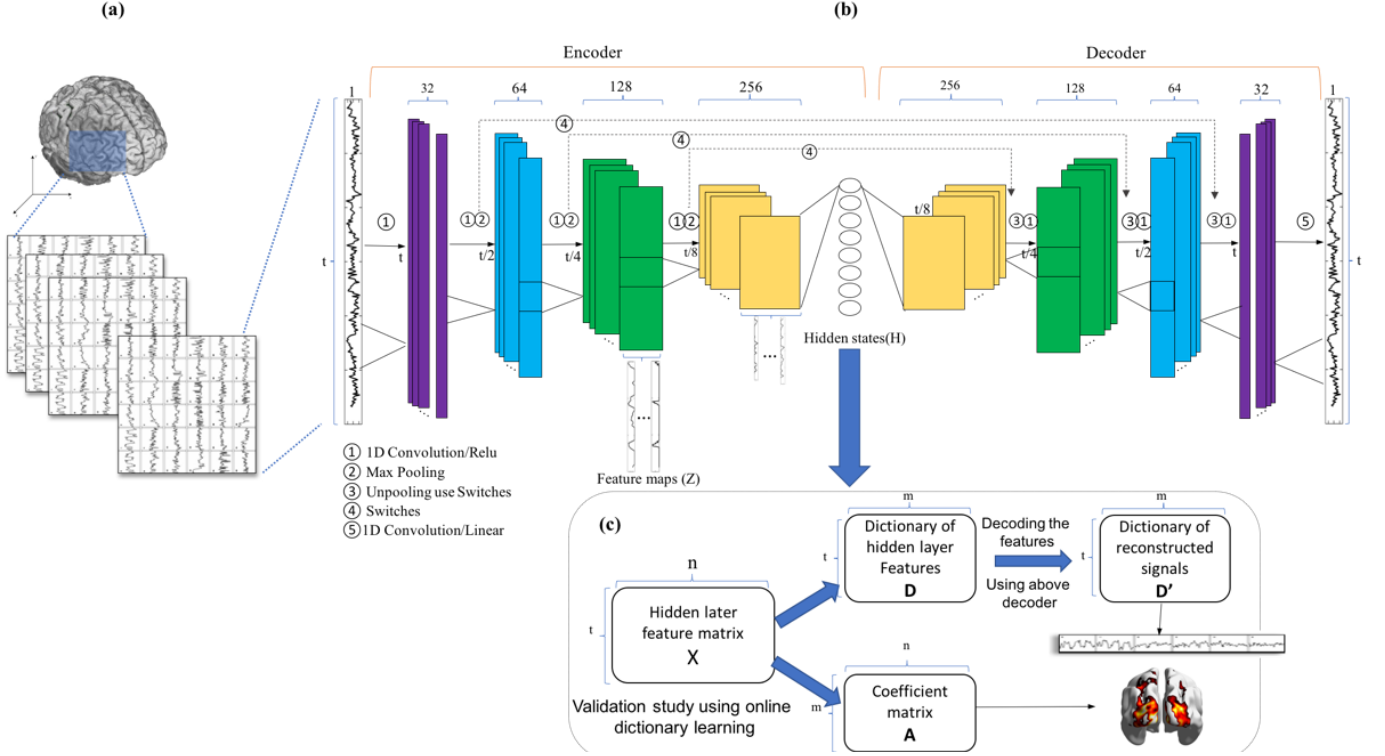 (a)
(b)
Encoder
Decoder
1
32
64
128
256
256
128
64
32
1
④
④
④
t
①
t
①②
t/2
①②
t/4
①②
t/8
t/8
③①
t/4
③①
t/2
③①
t
⑤
t
Hidden states(H)
...
...
Feature maps (Z)
① 1D Convolution/Relu
② Max Pooling
③ Unpooling use Switches
④ Switches
⑤ 1D Convolution/Linear
(c)
n
t
Hidden later
feature matrix
X
Validation study using online
dictionary learning
m
t
Dictionary of
hidden layer
Features
D
Decoding the
features
Using above
decoder
m
t
Dictionary of
reconstructed
signals
D’
n
m
Coefficient
matrix
A